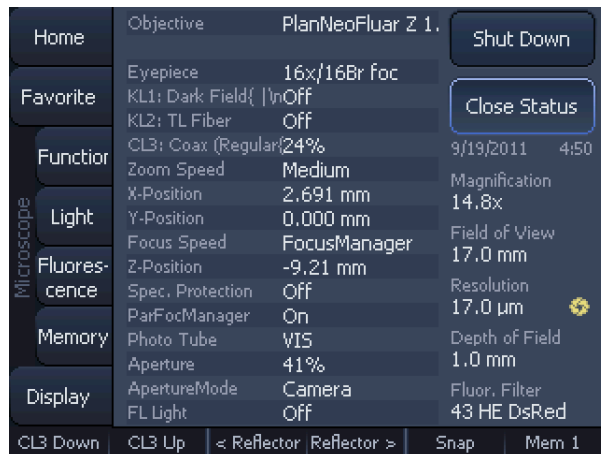 Home
Favorite
Microscope
Function
Light
Fluores-
cence
Memory
Display
Objective PlanNeoFluar Z 1.
Eyepiece 16x/16Br foc
KL1: Dark Field{ |\nOff
KL2: TL Fiber Off
CL3: Coax (Regular{24%
Zoom Speed Medium
X-Position 2.691 mm
Y-Position 0.000 mm
Focus Speed FocusManager
Z-Position -9.21 mm
Spec. Protection Off
ParFocManager On
Photo Tube VIS
Aperture 41%
ApertureMode Camera
FL Light Off
Shut Down
Close Status
9/19/2011 4:50
Magnification
14.8x
Field of View
17.0 mm
Resolution
17.0 µm
Depth of Field
1.0 mm
Fluor. Filter
43 HE DsRed
CL3 Down CL3 Up < Reflector Reflector > Snap Mem 1